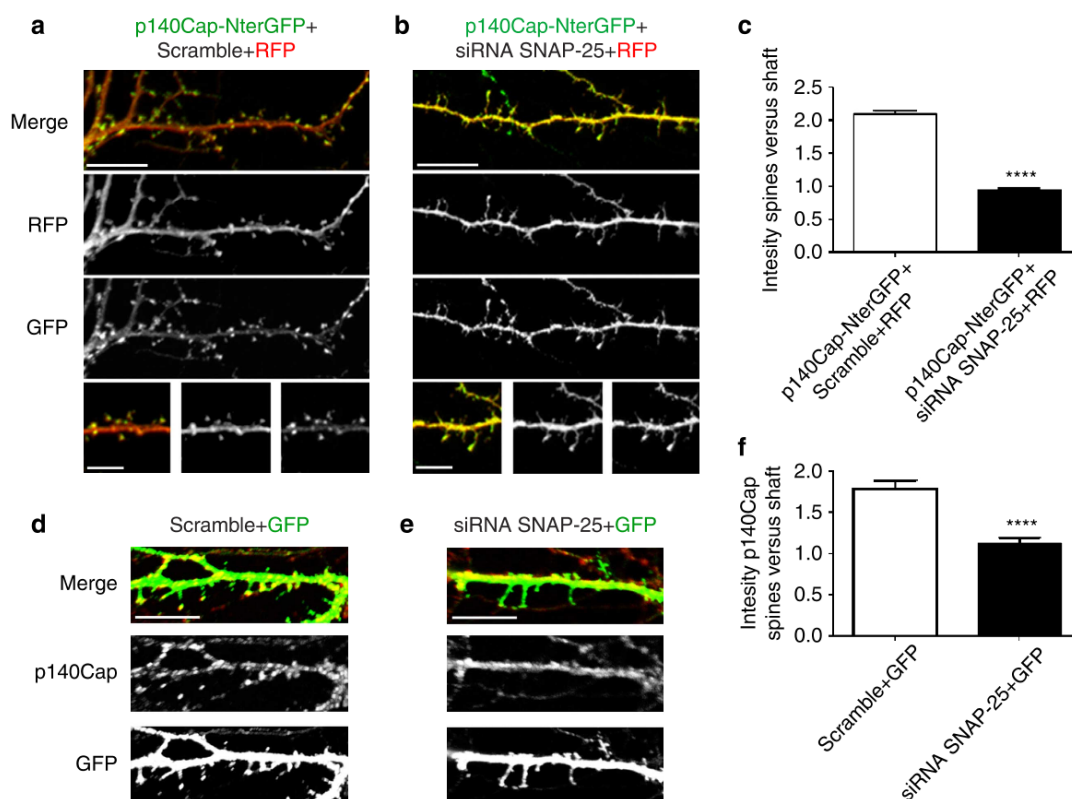 a
p140Cap-NterGFP+
Scramble+RFP
Merge
RFP
GFP
b
p140Cap-NterGFP+
siRNA SNAP-25+RFP
c
Intesity spines versus shaft
2.5
2.0
1.5
1.0
0.5
0.0
****
p140Cap-NterGFP+
Scramble+RFP
p140Cap-NterGFP+
siRNA SNAP-25+RFP
d
Scramble+GFP
Merge
p140Cap
GFP
e
siRNA SNAP-25+GFP
f
Intesity p140Cap
spines versus shaft
2.0
1.5
1.0
0.5
0.0
****
Scramble+GFP
siRNA SNAP-25+GFP